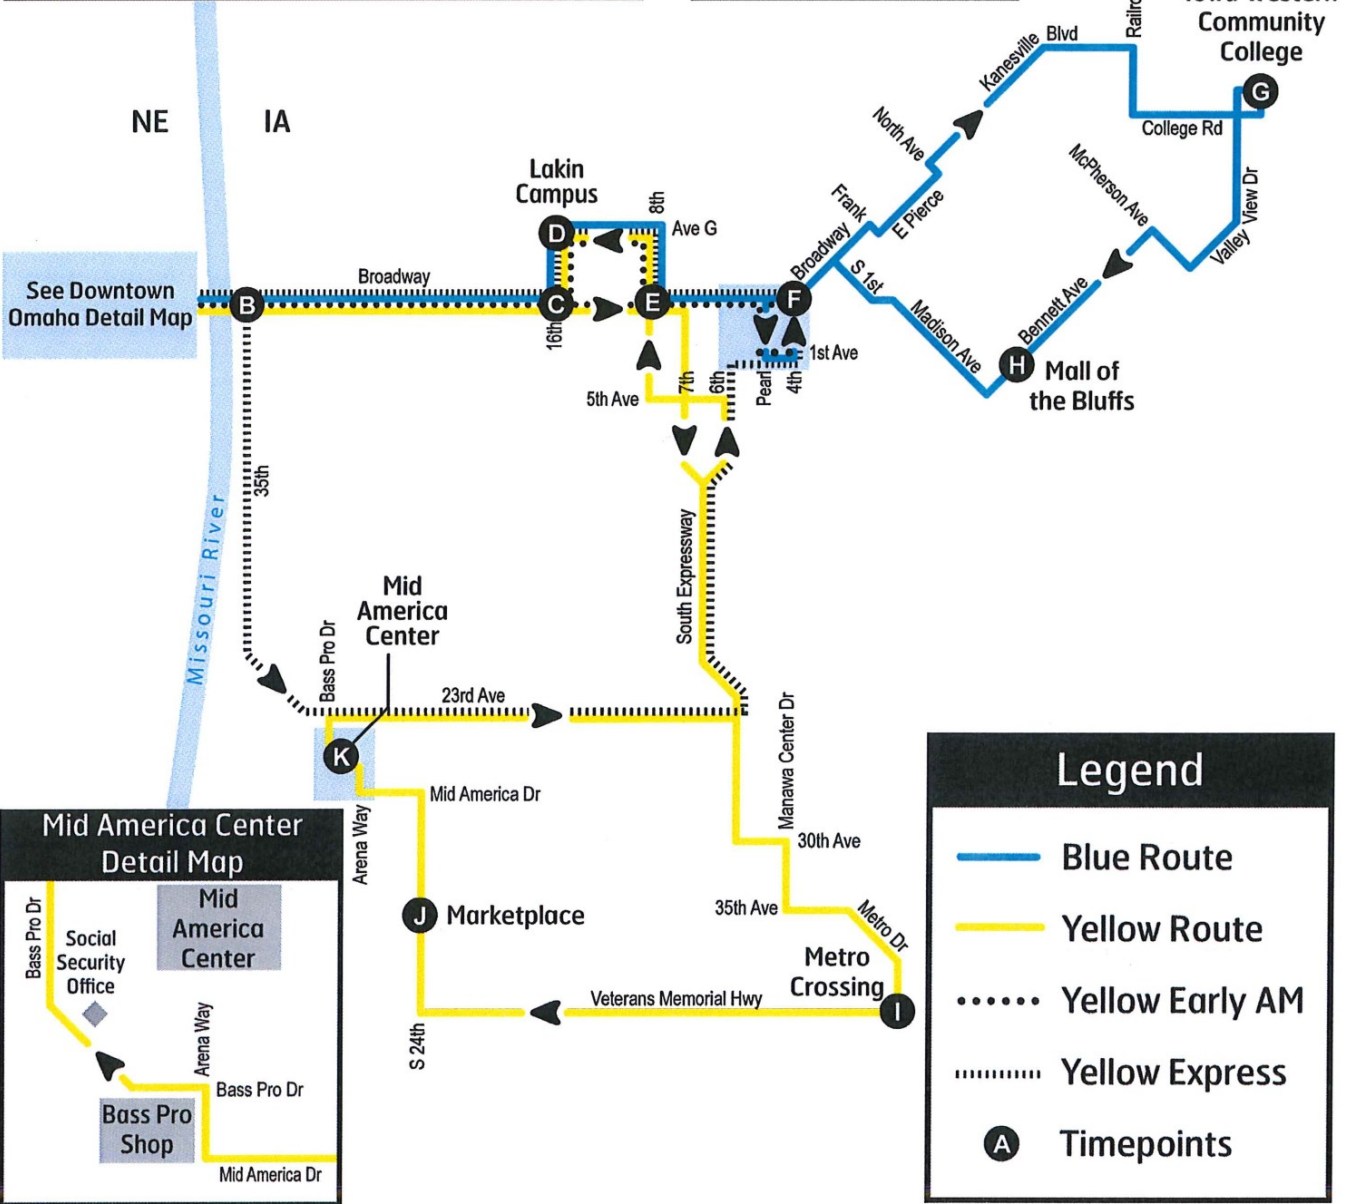 Community
College
G
Kanesville
Blvd
College Rd
NE
IA
North Ave
McPherson Ave
View Dr
Valley
Lakin
Campus
8th
Ave G
D
Frank
E Pierce
Broadway
S 1st
See Downtown
Omaha Detail Map
Broadway
B
C
E
F
16th
Madison Ave
Bennett Ave
H
Mall of
the Bluffs
1st Ave
7th
6th
Pearl
4th
5th Ave
35th
South Expressway
Missouri River
Mid
America
Center
Bass Pro Dr
23rd Ave
K
Mid America Dr
Arena Way
Manawa Center Dr
30th Ave
35th Ave
Metro Dr
J
Marketplace
Metro
Crossing
I
Veterans Memorial Hwy
S 24th
Mid America Center
Detail Map
Bass Pro Dr
Mid
America
Center
Social
Security
Office
Arena Way
Bass Pro Dr
Bass Pro
Shop
Mid America Dr
Legend
Blue Route
Yellow Route
Yellow Early AM
Yellow Express
A
Timepoints